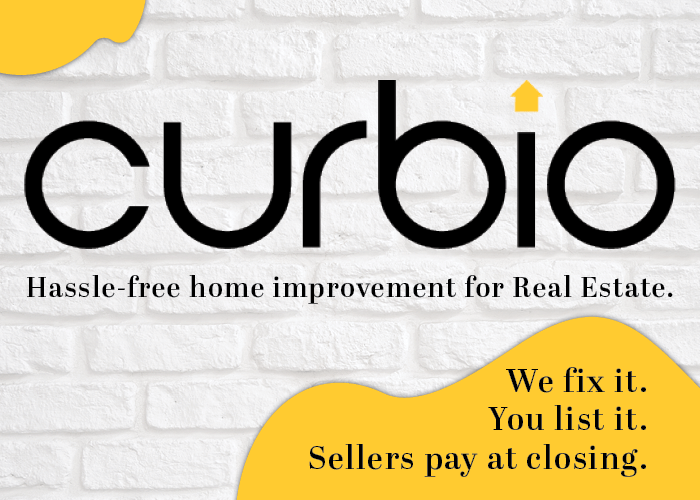 curbio
Hassle-free home improvement for Real Estate.
We fix it.
You list it.
Sellers pay at closing.